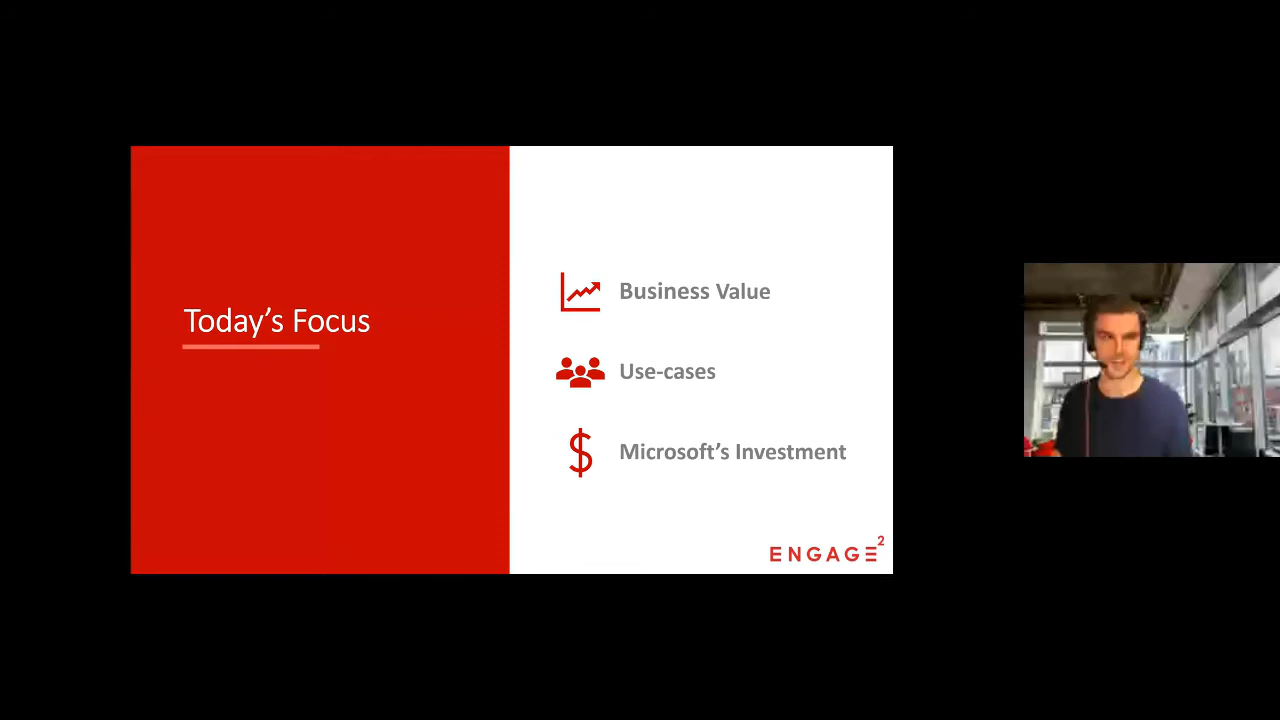 Today's Focus
Business Value
Use-cases
$
Microsoft's Investment
ENGAGE²